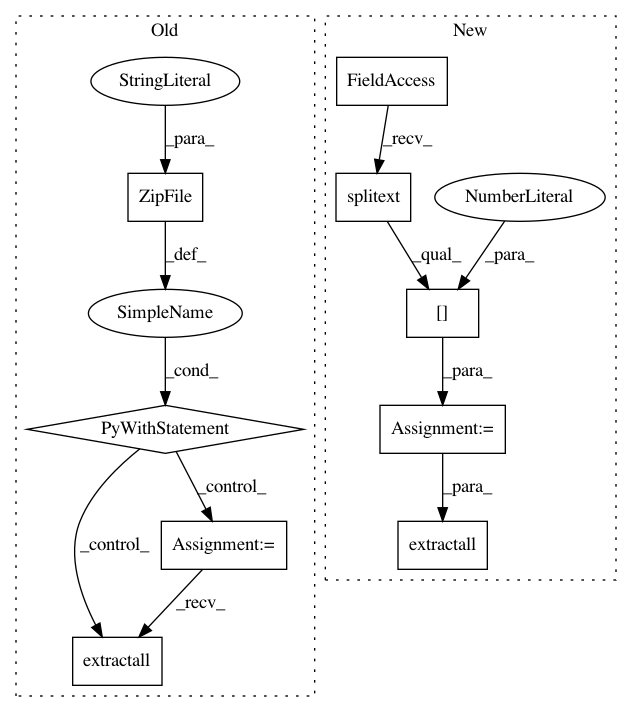 Old
New
StringLiteral
FieldAccess
_para_
_recv_
ZipFile
splitext
NumberLiteral
_def_
_qual_
_para_
SimpleName
[]
_cond_
_para_
PyWithStatement
Assignment:=
_control_
_para_
_control_
Assignment:=
extractall
_recv_
extractall